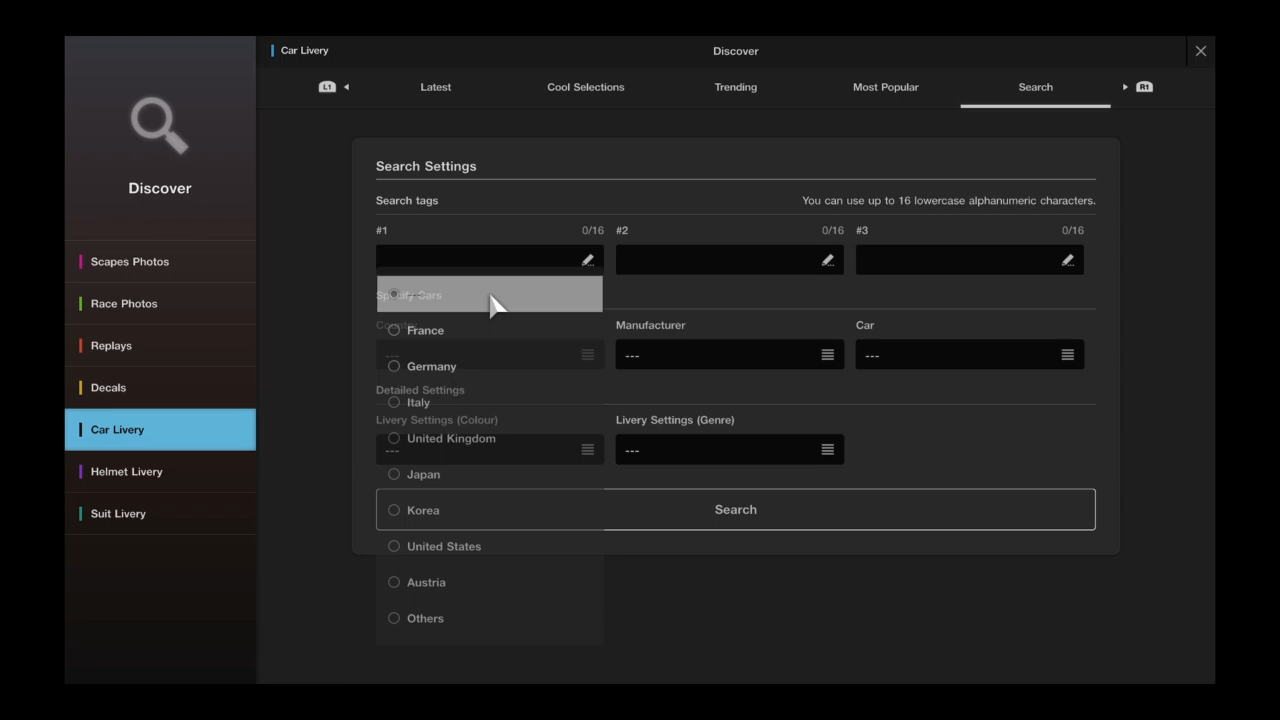 Car Livery
Discover
L1
Latest
Cool Selections
Trending
Most Popular
Search
R1
Discover
Scapes Photos
Race Photos
Replays
Decals
Car Livery
Helmet Livery
Suit Livery
Search Settings
Search tags
You can use up to 16 lowercase alphanumeric characters.
#1 0/16
#2 0/16
#3 0/16
Specify Cars
---
Country
Manufacturer
Car
---
---
---
France
Germany
Detailed Settings
Italy
Livery Settings (Colour)
Livery Settings (Genre)
United Kingdom
---
---
Japan
Korea
Search
United States
Austria
Others